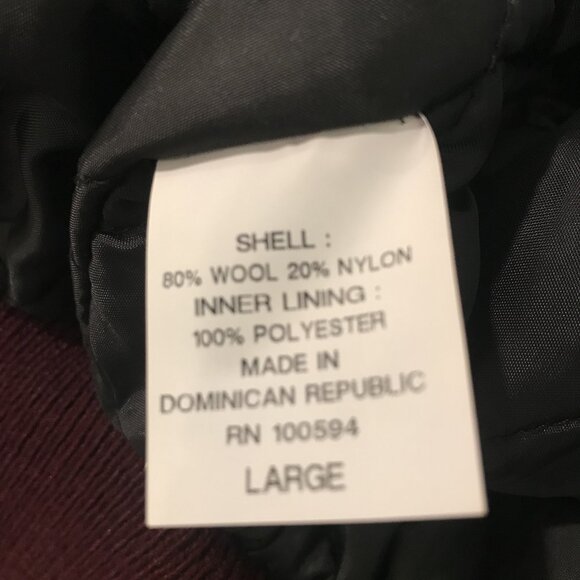 SHELL :
80% WOOL 20% NYLON
INNER LINING :
100% POLYESTER
MADE IN
DOMINICAN REPUBLIC
RN 100594
LARGE